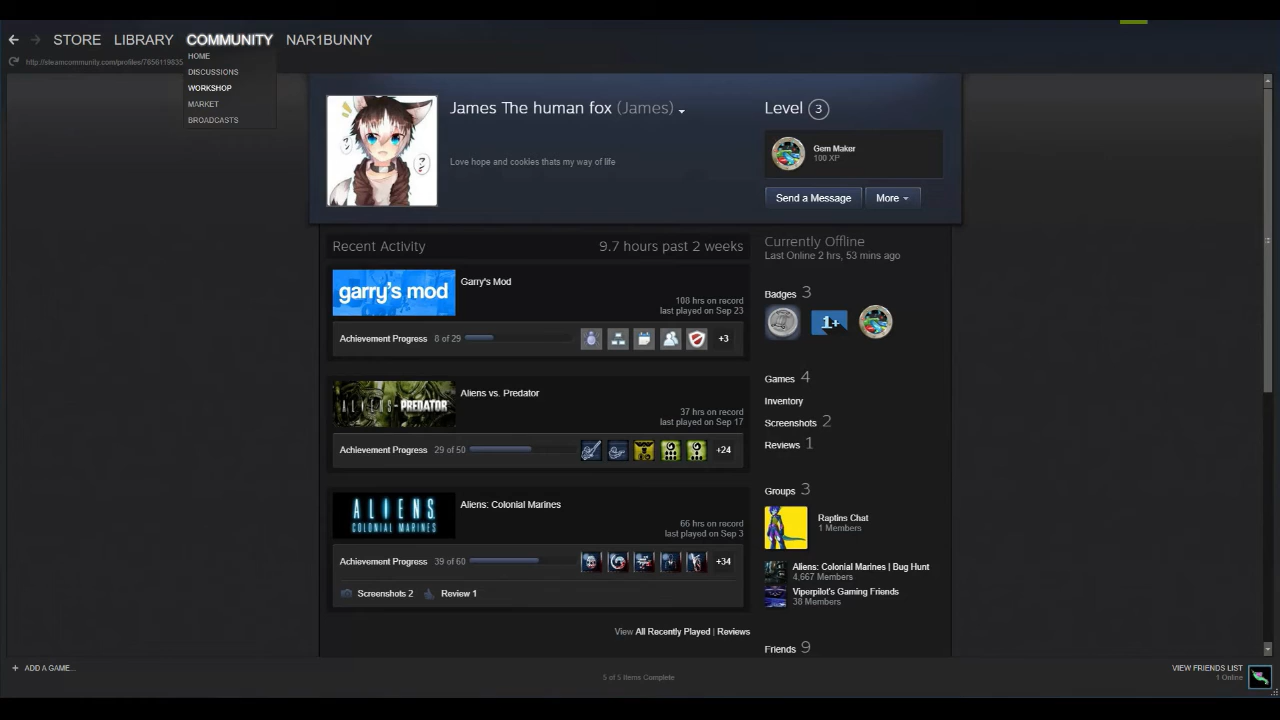 STORE LIBRARY COMMUNITY NAR1BUNNY
http://steamcommunity.com/profiles/7656119835
HOME
DISCUSSIONS
WORKSHOP
MARKET
BROADCASTS
James The human fox (James)
Love hope and cookies thats my way of life
Level 3
Gem Maker
100 XP
Send a Message More
Recent Activity 9.7 hours past 2 weeks
garry's mod
Garry's Mod
108 hrs on record
last played on Sep 23
Achievement Progress 8 of 29 +3
ALIENS VS PREDATOR
Aliens vs. Predator
37 hrs on record
last played on Sep 17
Achievement Progress 29 of 50 +24
ALIENS
COLONIAL MARINES
Aliens: Colonial Marines
66 hrs on record
last played on Sep 3
Achievement Progress 39 of 60 +34
Screenshots 2 Review 1
View All Recently Played | Reviews
Currently Offline
Last Online 2 hrs, 53 mins ago
Badges 3
1+
Games 4
Inventory
Screenshots 2
Reviews 1
Groups 3
Raptins Chat
1 Members
Aliens: Colonial Marines | Bug Hunt
4,667 Members
Viperpilot's Gaming Friends
38 Members
Friends 9
+ ADD A GAME...
5 of 5 Items Complete
VIEW FRIENDS LIST
1 Online